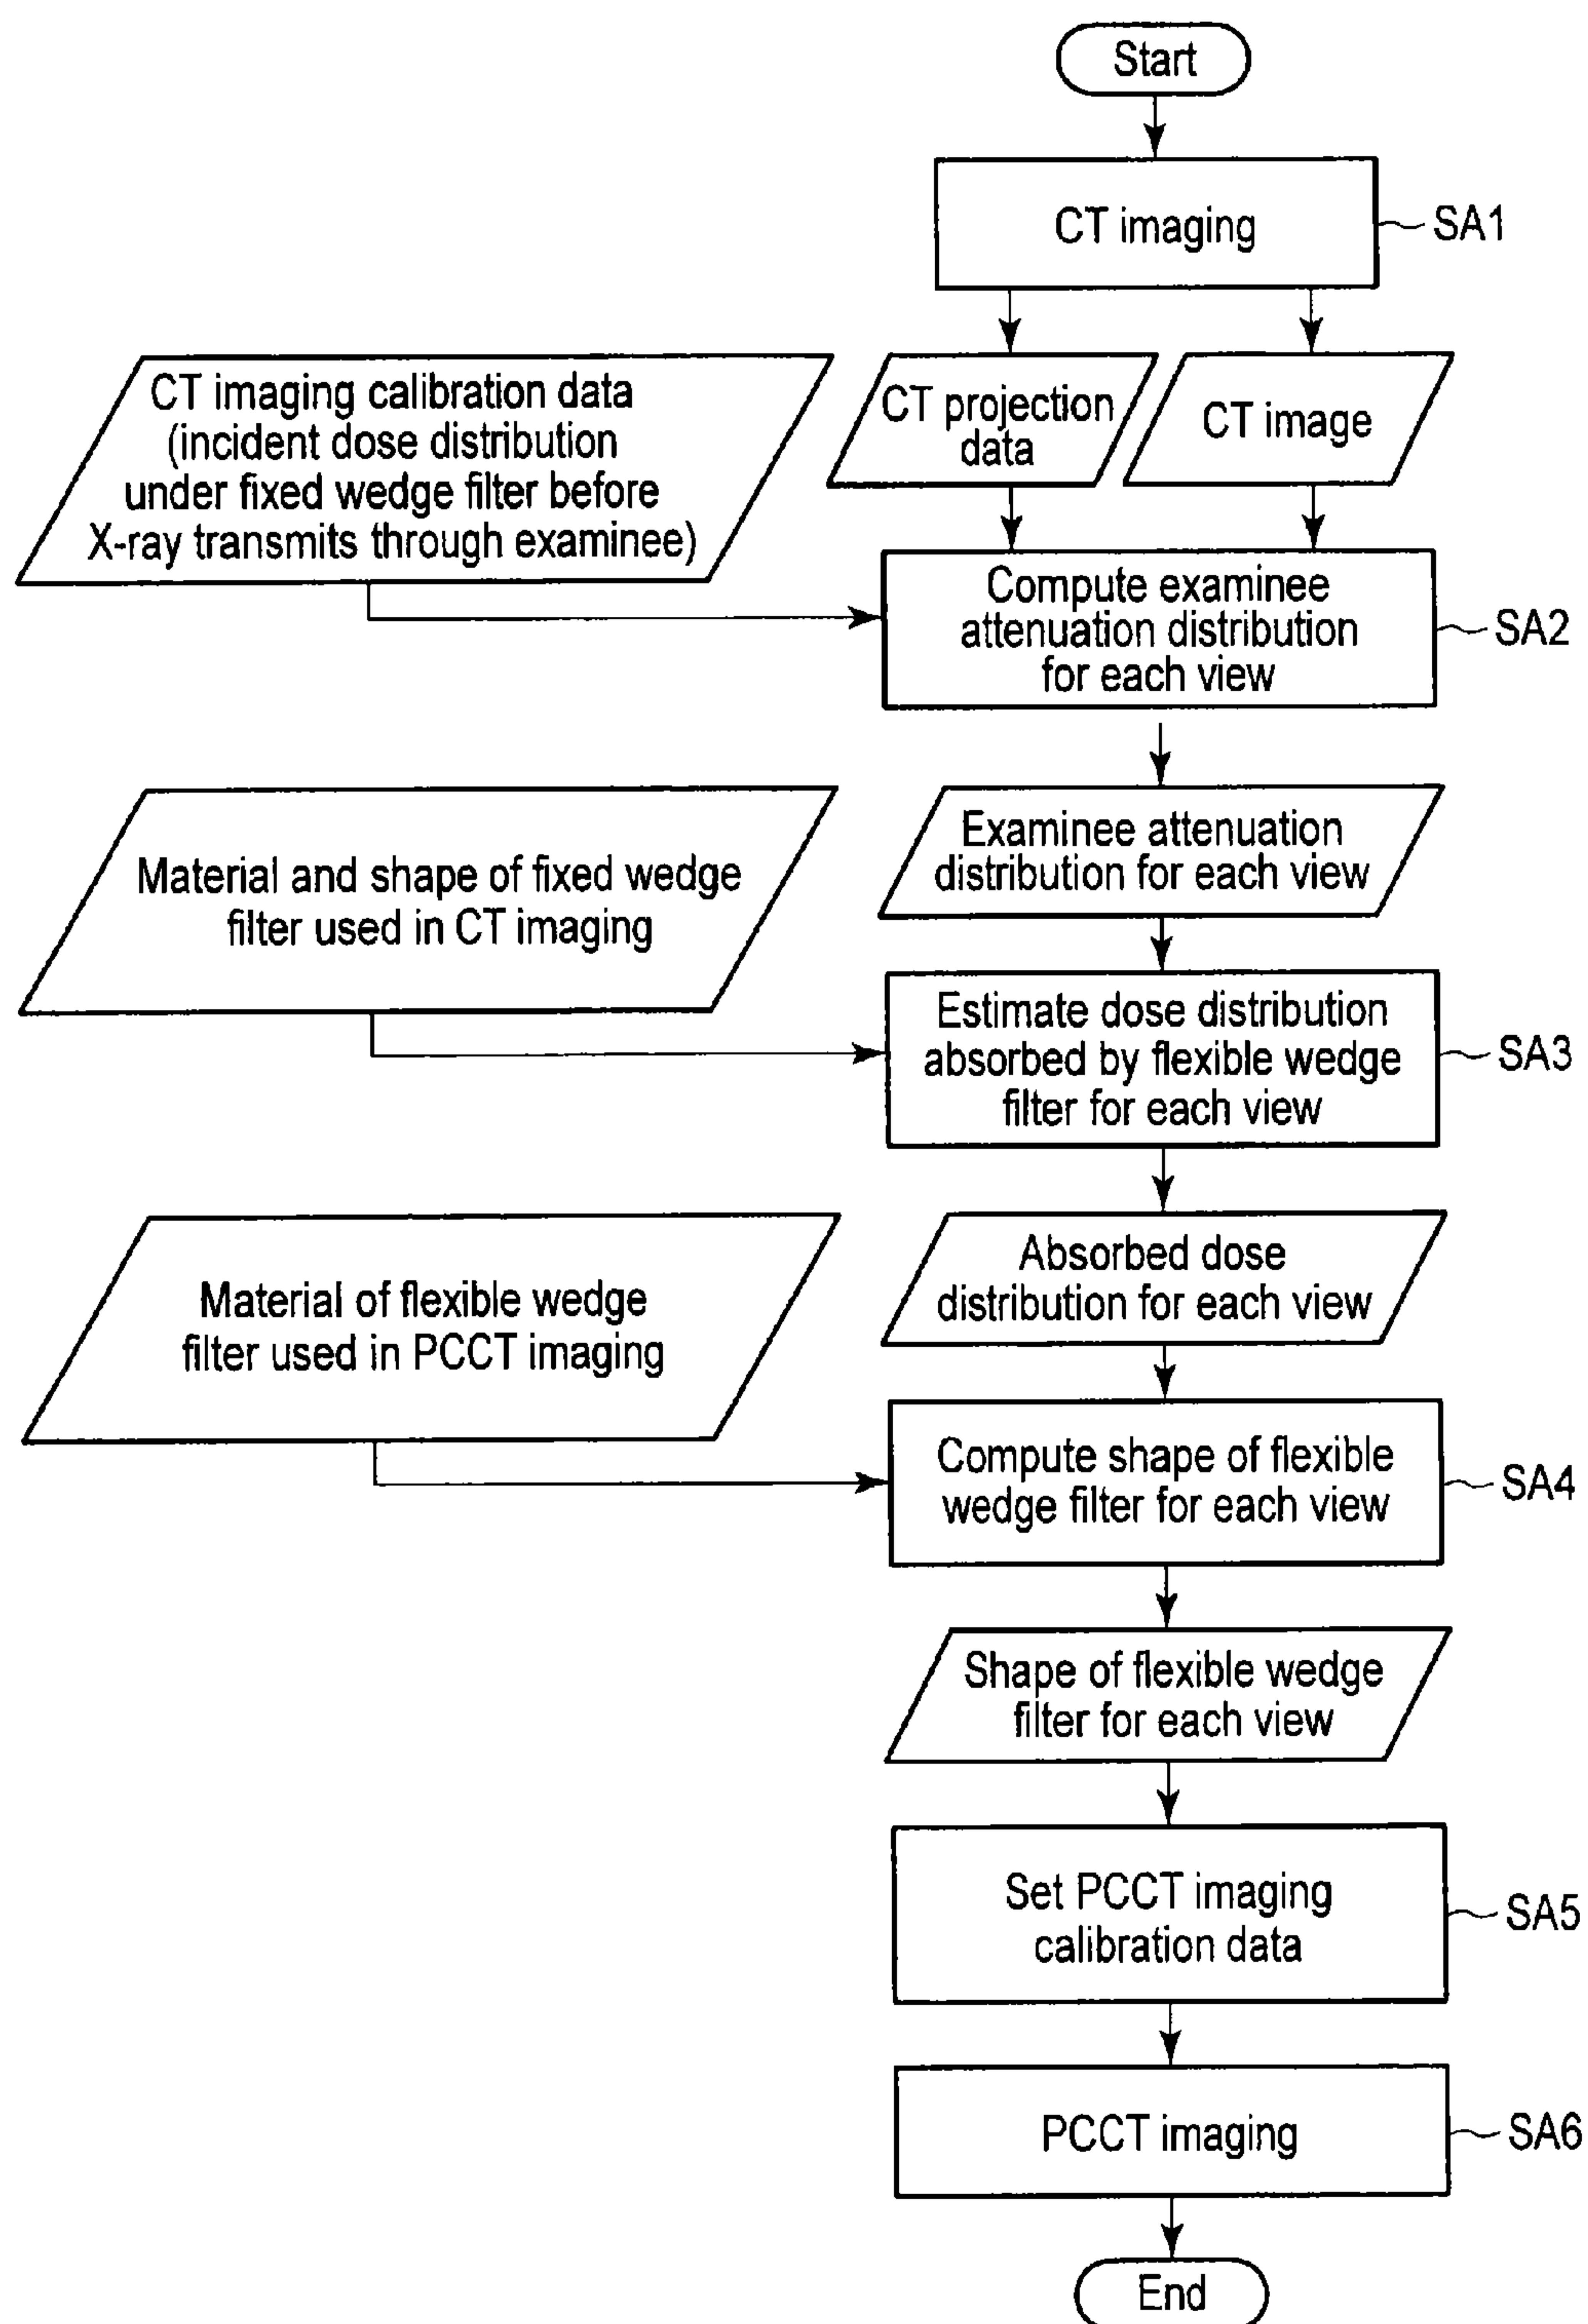 Start
CT imaging
SA1
CT imaging calibration data
(incident dose distribution
under fixed wedge filter before
X-ray transmits through examinee)
CT projection
data
CT image
Compute examinee
attenuation distribution
for each view
SA2
Material and shape of fixed wedge
filter used in CT imaging
Examinee attenuation
distribution for each view
Estimate dose distribution
absorbed by flexible wedge
filter for each view
SA3
Material of flexible wedge
filter used in PCCT imaging
Absorbed dose
distribution for each view
Compute shape of flexible
wedge filter for each view
SA4
Shape of flexible wedge
filter for each view
Set PCCT imaging
calibration data
SA5
PCCT imaging
SA6
End